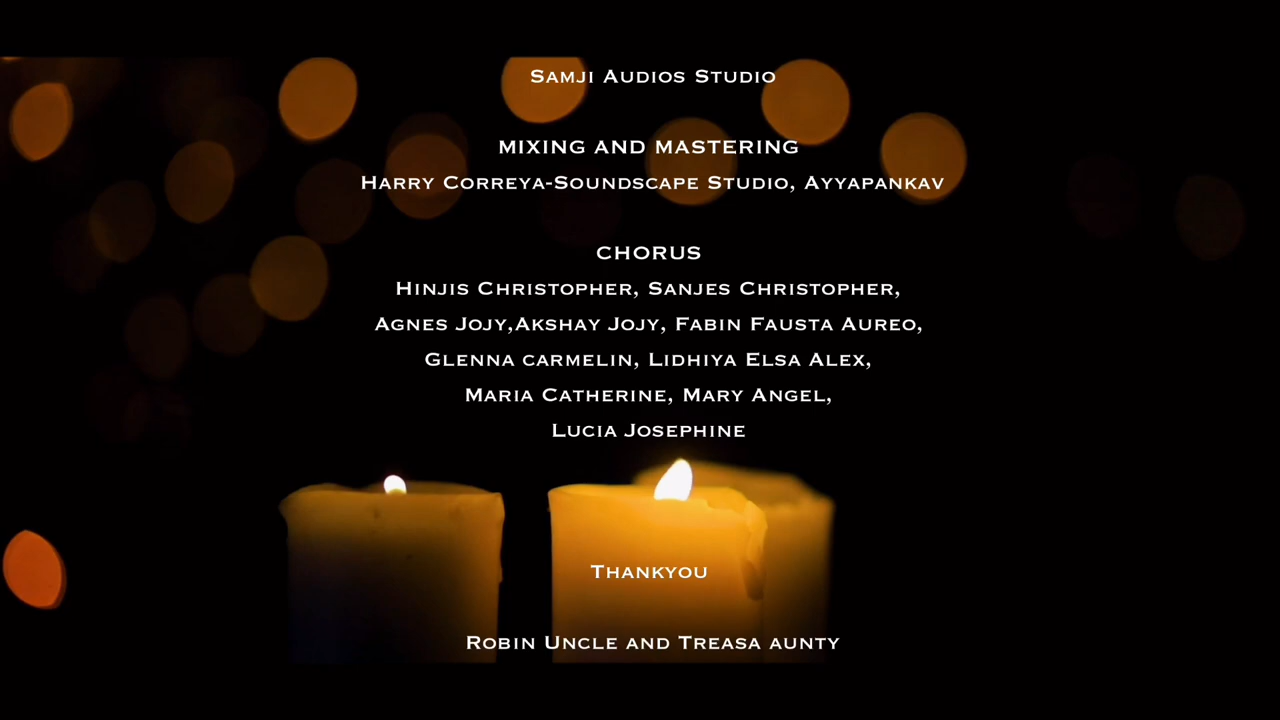 Samji Audios Studio
MIXING AND MASTERING
Harry Correya-Soundscape Studio, Ayyapankav
CHORUS
Hinjis Christopher, Sanjes Christopher,
Agnes Jojy,Akshay Jojy, Fabin Fausta Aureo,
Glenna carmelin, Lidhiya Elsa Alex,
Maria Catherine, Mary Angel,
Lucia Josephine
Thankyou
Robin Uncle and Treasa aunty